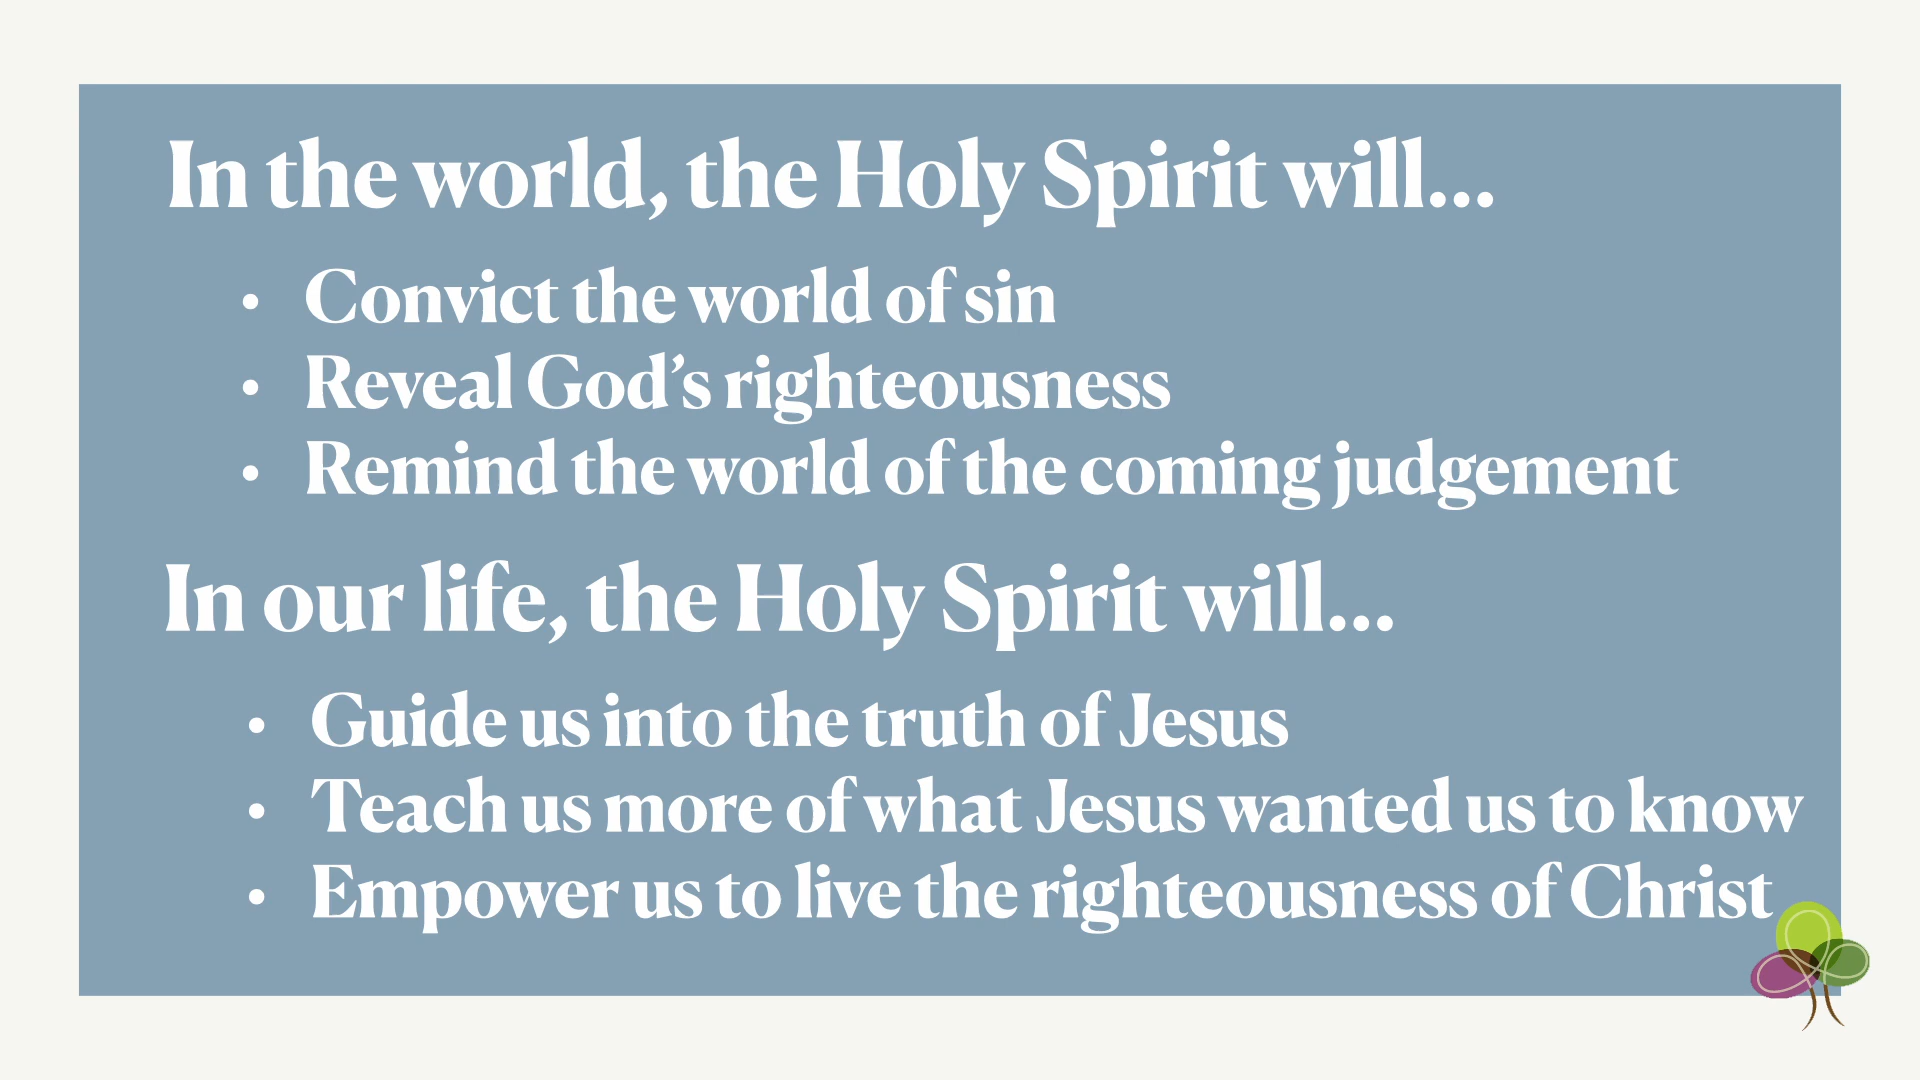 In the world, the Holy Spirit will...
• Convict the world of sin
• Reveal God’s righteousness
• Remind the world of the coming judgement
In our life, the Holy Spirit will...
• Guide us into the truth of Jesus
• Teach us more of what Jesus wanted us to know
• Empower us to live the righteousness of Christ